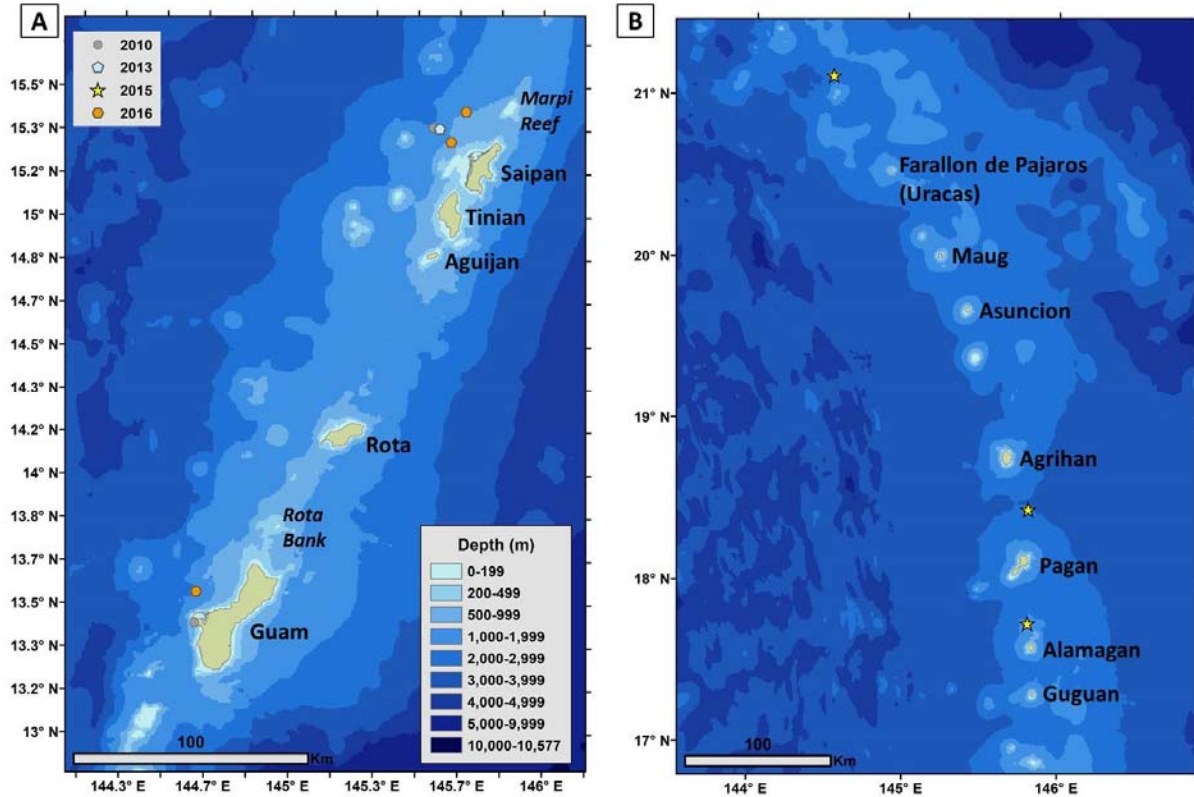 A
2010
2013
2015
2016
15.5° N
15.3° N
15.2° N
15° N
14.8° N
14.7° N
14.5° N
14.3° N
14.2° N
14° N
13.8° N
13.7° N
13.5° N
13.3° N
13.2° N
13° N
Marpi
Reef
Saipan
Tinian
Aguijan
Rota
Rota
Bank
Guam
Depth (m)
0-199
200-499
500-999
1,000-1,999
2,000-2,999
3,000-3,999
4,000-4,999
5,000-9,999
10,000-10,577
100
Km
144.3° E
144.7° E
145° E
145.3° E
145.7° E
146° E
B
144° E
145° E
146° E
21° N
20° N
19° N
18° N
17° N
Farallon de Pajaros
(Uracas)
Maug
Asuncion
Agrihan
Pagan
Alamagan
Guguan
100
Km
144° E
145° E
146° E